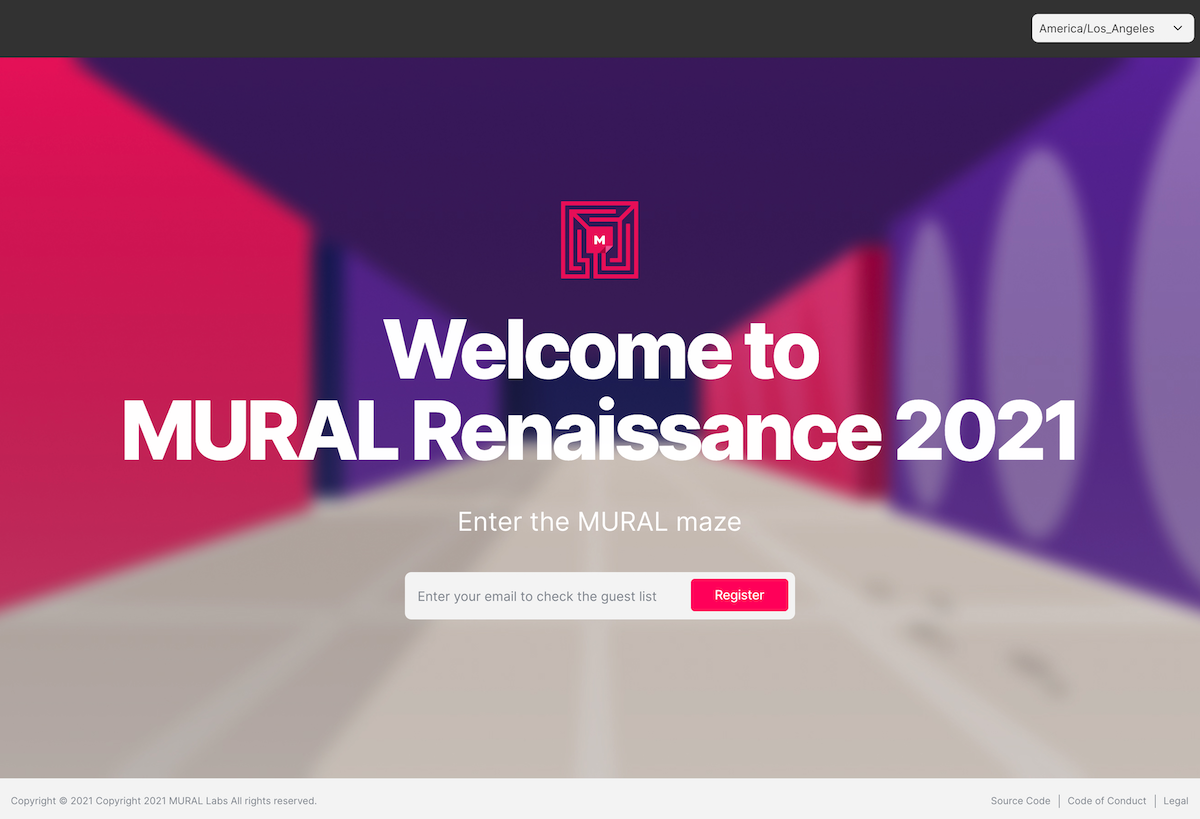 America/Los_Angeles
M
Welcome to
MURAL Renaissance 2021
Enter the MURAL maze
Enter your email to check the guest list
Register
Copyright © 2021 Copyright 2021 MURAL Labs All rights reserved.
Source Code | Code of Conduct | Legal